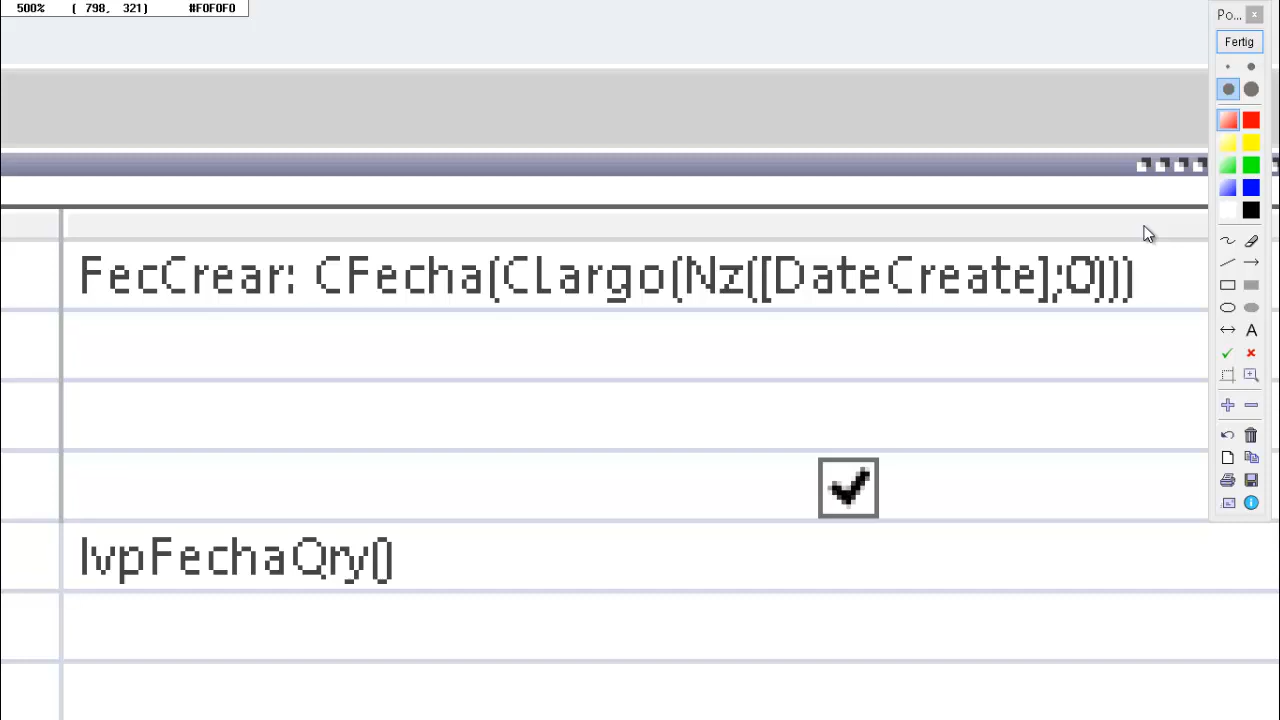 500% ( 798, 321) #F0F0F0
Po...
Fertig
FecCrear: CFecha(CLargo(Nz([DateCreate];0)))
A
lvpFechaQry()